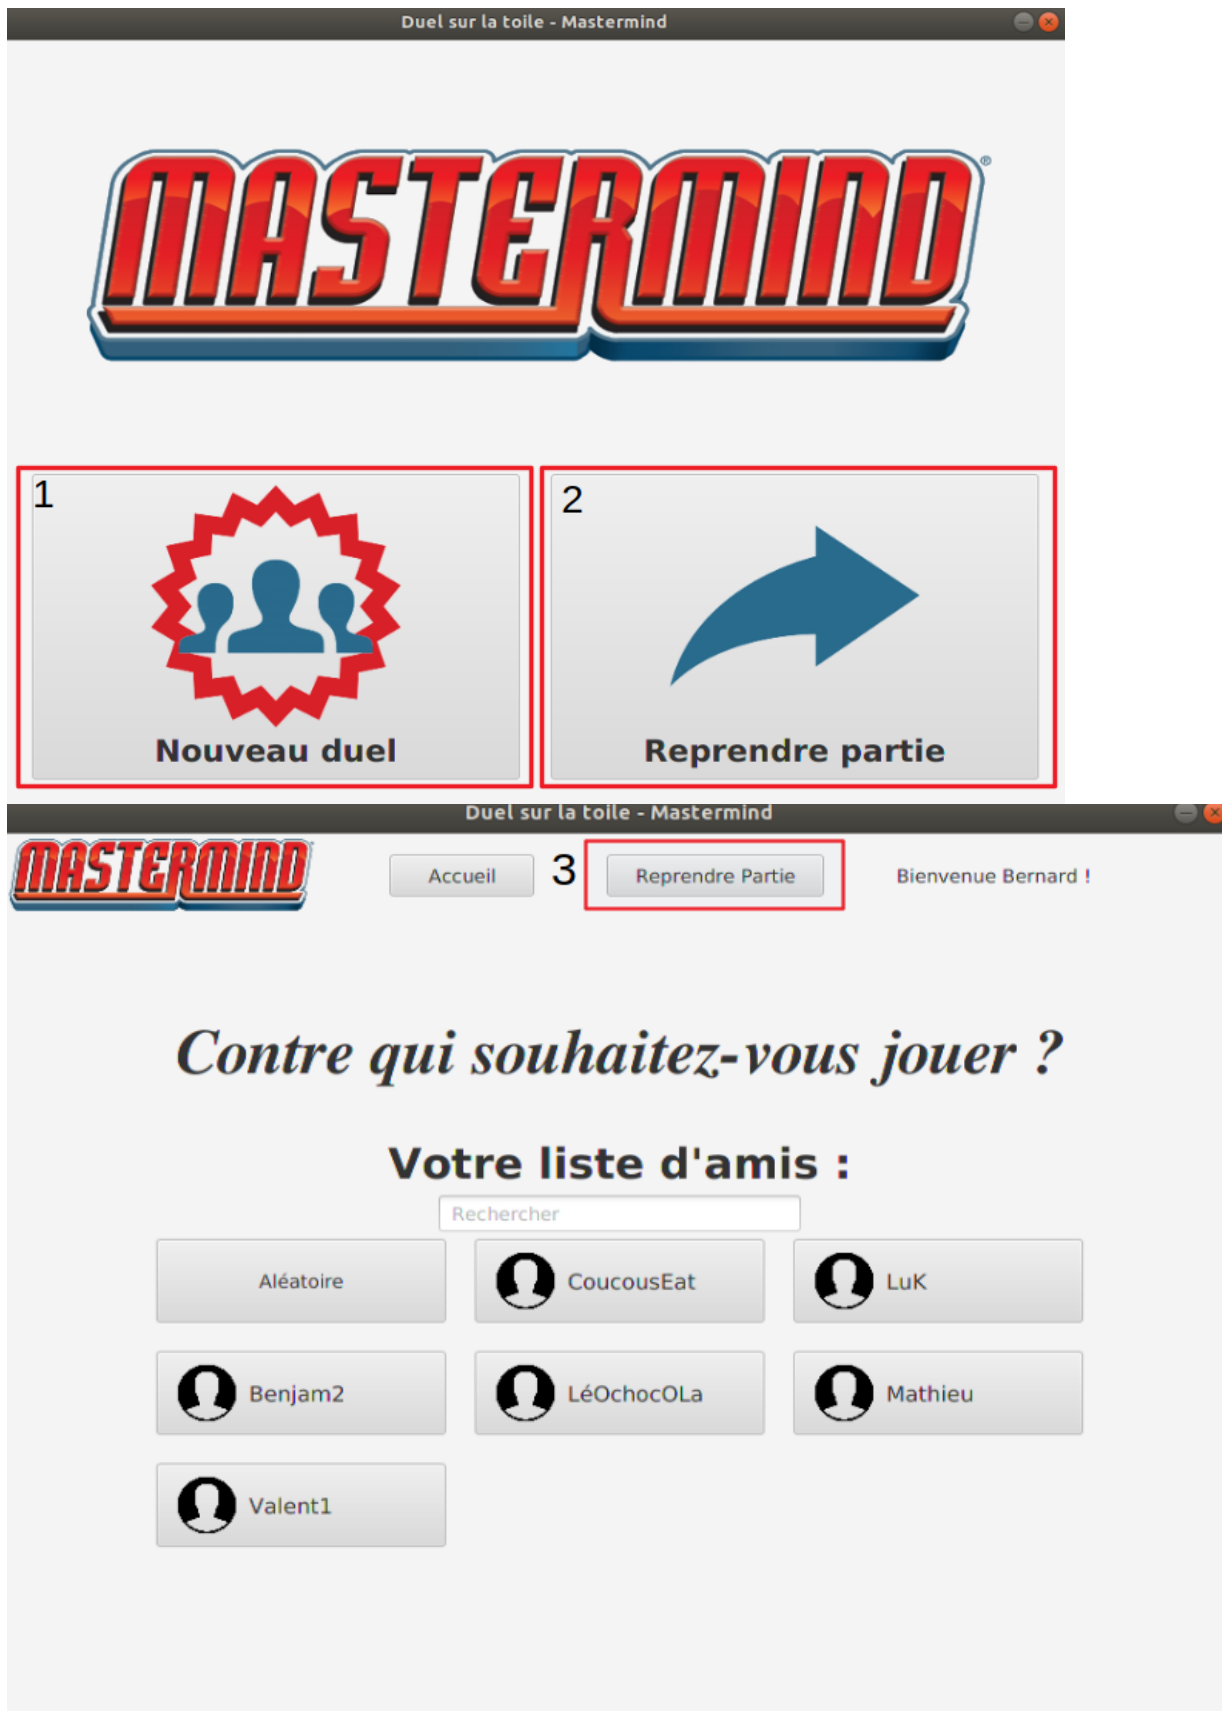 Duel sur la toile - Mastermind
MASTERMIND®
1
2
Nouveau duel
Reprendre partie
Duel sur la toile - Mastermind
MASTERMIND
Accueil
3
Reprendre Partie
Bienvenue Bernard !
Contre qui souhaitez-vous jouer ?
Votre liste d'amis :
Rechercher
Aléatoire
CoucousEat
LuK
Benjam2
LéOchocOLa
Mathieu
Valent1